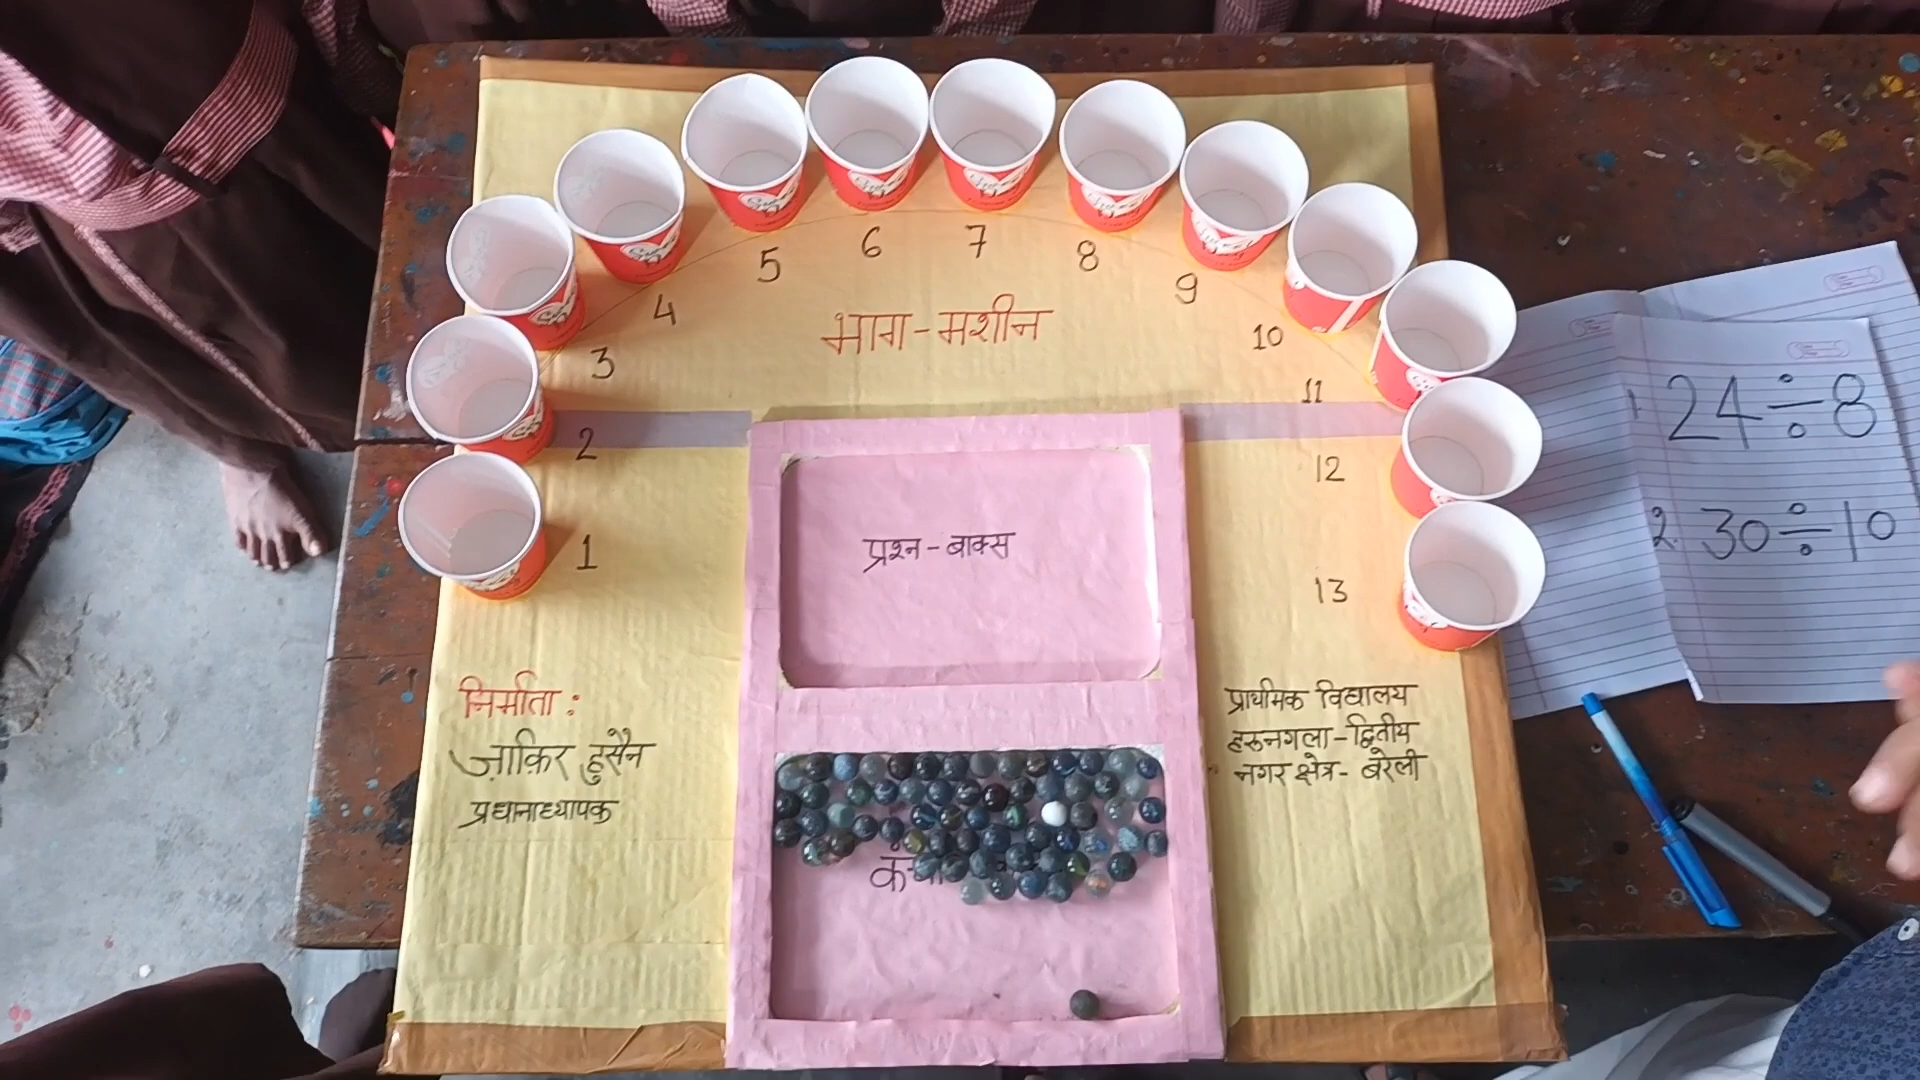 1
2
3
4
5
6
7
8
9
10
11
12
13
भाग-मशीन
प्रश्न-बाक्स
निर्माता :
ज़ाक़िर हुसैन
प्रधानाध्यापक
प्राथमिक विद्यालय
हरूनगला-द्वितीय
नगर क्षेत्र- बरेली
1. 24÷8
2. 30÷10